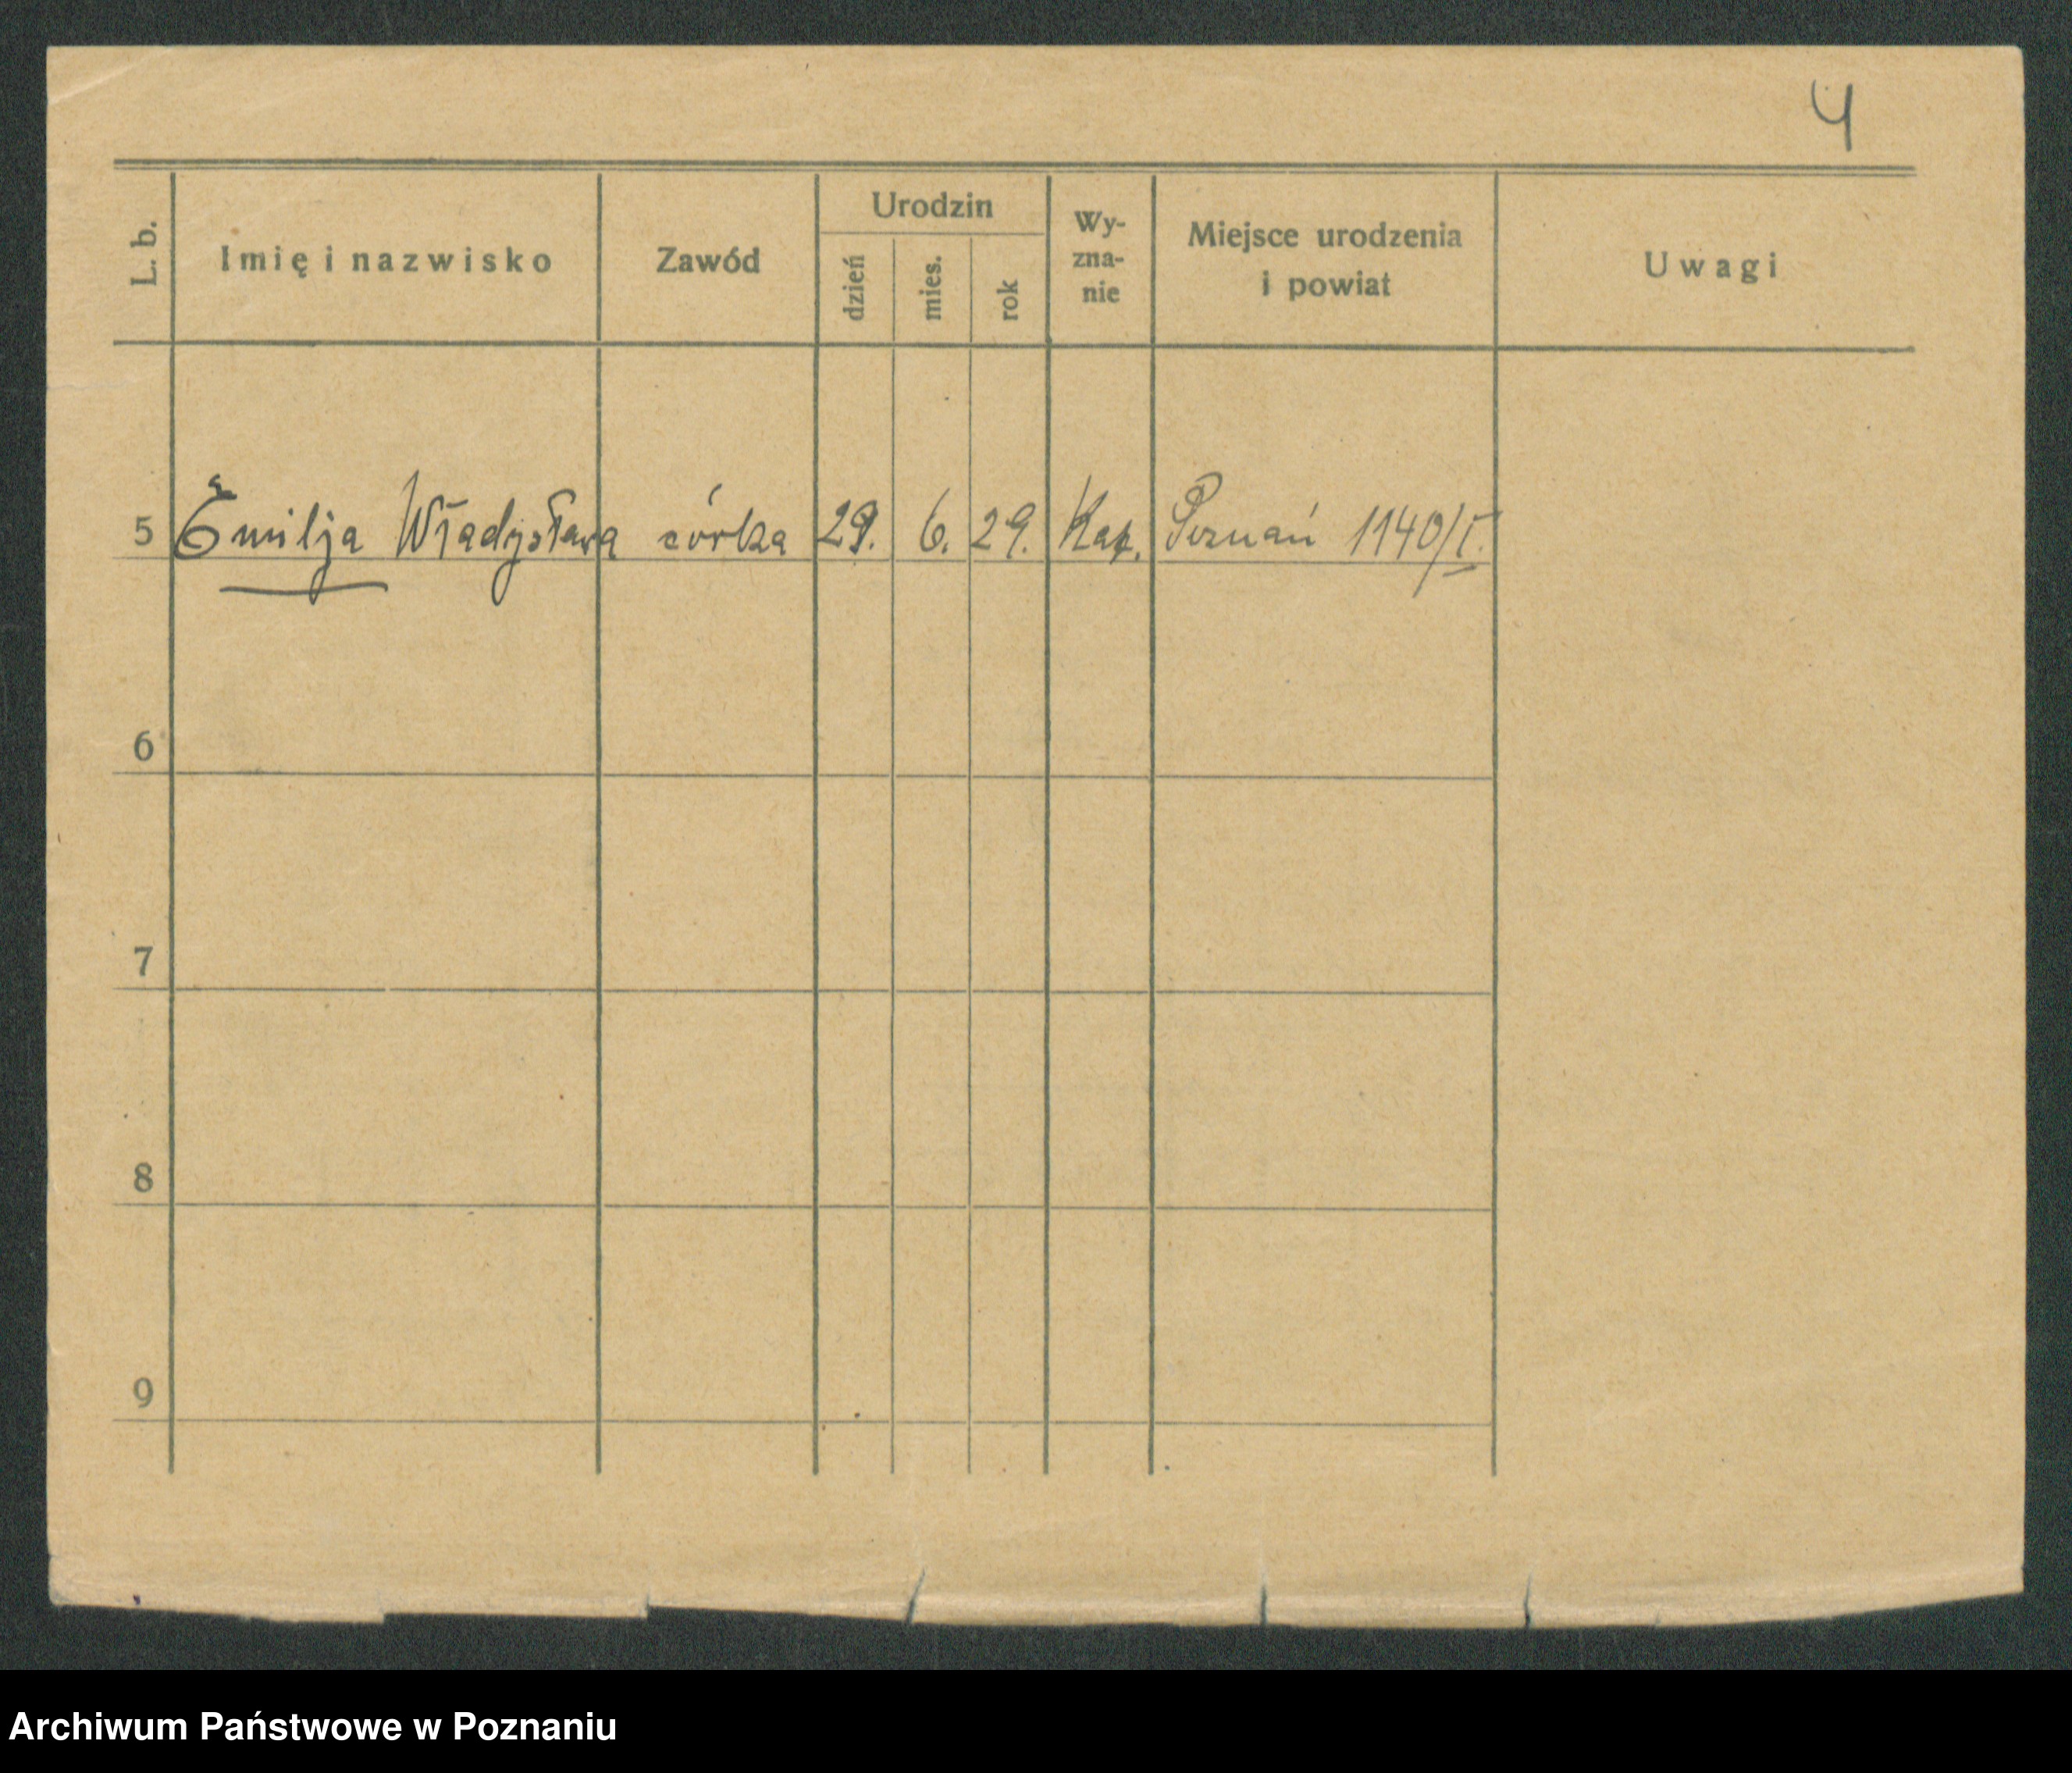 4
L. b. Imię i nazwisko Zawód Urodzin dzień mies. rok Wy-zna-nie Miejsce urodzenia i powiat Uwagi
5 Emilja Władysława córka 29. 6. 29. Kat. Poznań 1140/I.
6
7
8
9
Archiwum Państwowe w Poznaniu